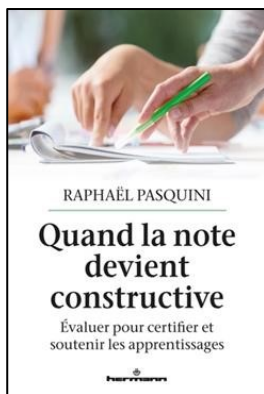 RAPHAËL PASQUINI
Quand la note
devient
constructive
Évaluer pour certifier et
soutenir les apprentissages
hermann